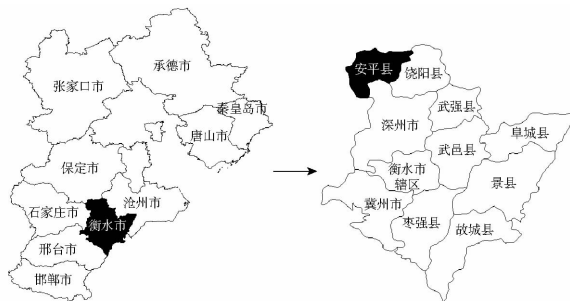 承德市
张家口市
秦皇岛市
唐山市
保定市
沧州市
石家庄市
衡水市
邢台市
邯郸市
安平县
饶阳县
武强县
深州市
阜城县
武邑县
衡水市
辖区
景县
冀州市
枣强县
故城县